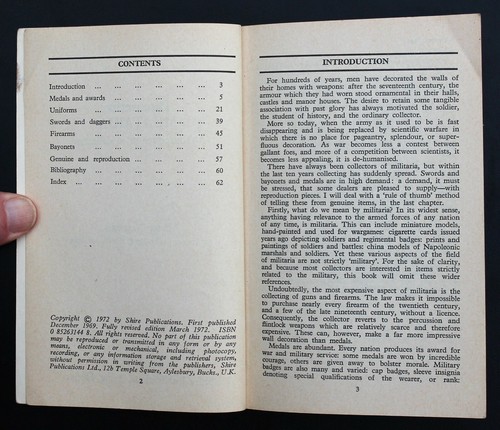 CONTENTS
Introduction ... ... ... ... ... ... 3
Medals and awards ... ... ... ... ... 5
Uniforms ... ... ... ... ... ... 21
Swords and daggers ... ... ... ... ... 39
Firearms ... ... ... ... ... ... 45
Bayonets ... ... ... ... ... ... 51
Genuine and reproduction ... ... ... ... 57
Bibliography ... ... ... ... ... ... 60
Index ... ... ... ... ... ... 62
Copyright © 1972 by Shire Publications. First published
December 1969. Fully revised edition March 1972. ISBN
0 85263144 8. All rights reserved. No part of this publication
may be reproduced or transmitted in any form or by any
means, electronic or mechanical, including photocopy,
recording, or any information storage and retrieval system,
without permission in writing from the publishers, Shire
Publications Ltd., 12b Temple Square, Aylesbury, Bucks., U.K.
2
INTRODUCTION
For hundreds of years, men have decorated the walls of
their homes with weapons: after the seventeenth century, the
armour which they had worn stood ornamental in their halls,
castles and manor houses. The desire to retain some tangible
association with past glory has always motivated the soldier,
the student of history, and the ordinary collector.
More so today, when the army as it used to be is fast
disappearing and is being replaced by scientific warfare in
which there is no place for pageantry, splendour, or super-
fluous decoration. As war becomes less a contest between
gallant foes, and more of a competition between scientists, it
becomes less appealing, it is de-humanised.
There have always been collectors of militaria, but within
the last ten years collecting has suddenly spread. Swords and
bayonets and medals are in high demand: a demand, it must
be stressed, that some dealers are pleased to supply—with
reproduction pieces. I will deal with a 'rule of thumb' method
of telling these from genuine items, in the last chapter.
Firstly, what do we mean by militaria? In its widest sense,
anything having relevance to the armed forces of any nation
of any time, is militaria. This can include miniature models,
hand-painted and used for wargames: cigarette cards issued
years ago depicting soldiers and regimental badges: prints and
paintings of soldiers and battles: china models of Napoleonic
marshals and soldiers. Yet these various aspects of the field
of militaria are not strictly 'military'. For the sake of clarity,
and because most collectors are interested in items strictly
related to the military, this book will omit these wider
references.
Undoubtedly, the most expensive aspect of militaria is the
collecting of guns and firearms. The law makes it impossible
to purchase nearly every firearm of the twentieth century,
and a few of the late nineteenth century, without a licence.
Consequently, the collector reverts to the percussion and
flintlock weapons which are relatively scarce and therefore
expensive. These can, however, make a far more impressive
wall decoration than medals.
Medals are abundant. Every nation produces its award for
war and military service: some medals are won by incredible
courage, others are given away to bolster morale. Military
badges are also many and varied: cap badges, sleeve insignia
denoting special qualifications of the wearer, or rank:
3